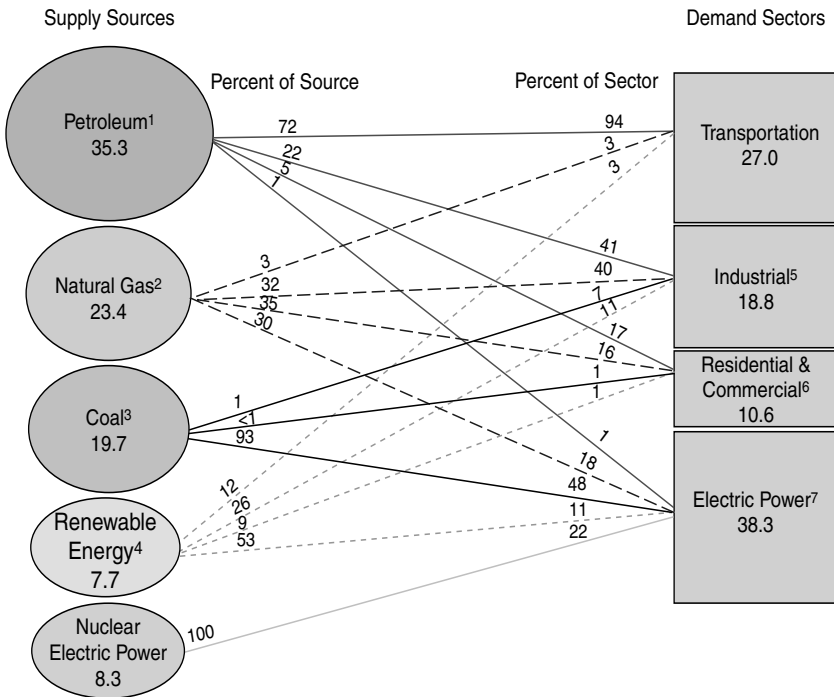 Supply Sources
Demand Sectors
Percent of Source
Percent of Sector
Petroleum¹
35.3
Natural Gas²
23.4
Coal³
19.7
Renewable
Energy⁴
7.7
Nuclear
Electric Power
8.3
72
22
5
1
3
32
35
30
1
<1
93
12
26
9
53
100
94
3
3
41
40
7
11
17
16
1
1
1
18
48
11
22
Transportation
27.0
Industrial⁵
18.8
Residential &
Commercial⁶
10.6
Electric Power⁷
38.3